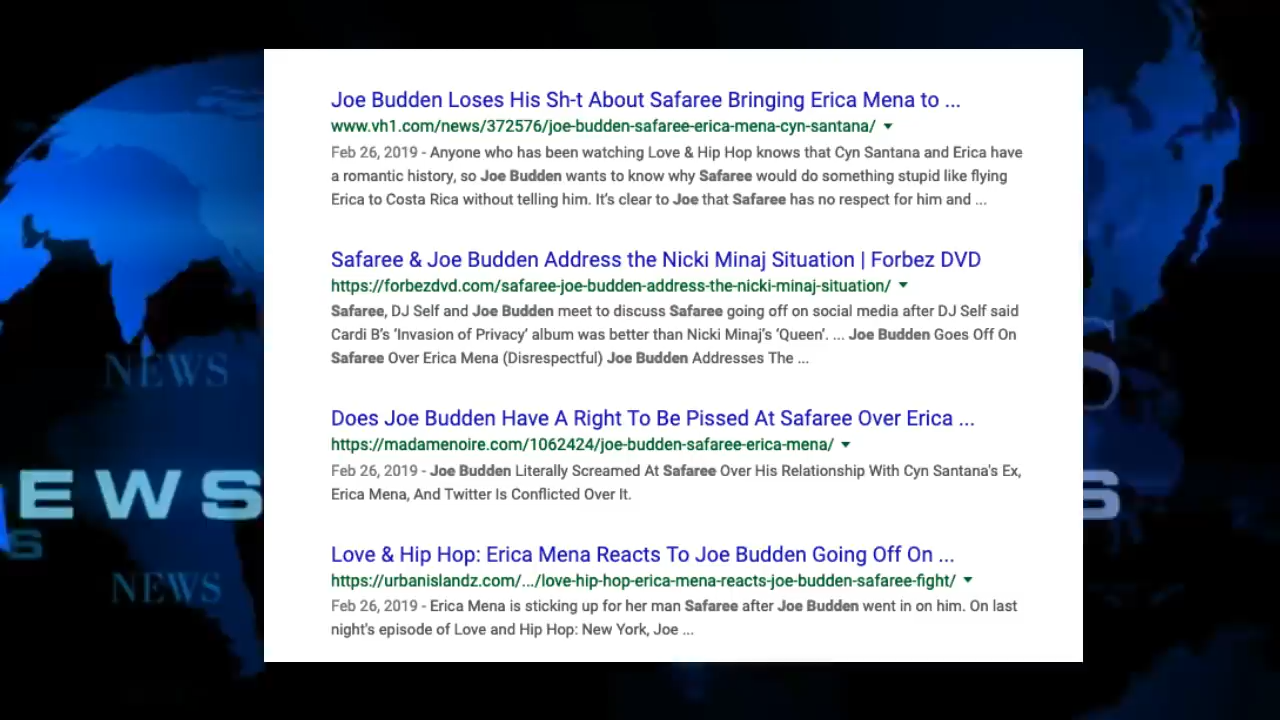 Joe Budden Loses His Sh-t About Safaree Bringing Erica Mena to ...
www.vh1.com/news/372576/joe-budden-safaree-erica-mena-cyn-santana/
Feb 26, 2019 - Anyone who has been watching Love & Hip Hop knows that Cyn Santana and Erica have
a romantic history, so Joe Budden wants to know why Safaree would do something stupid like flying
Erica to Costa Rica without telling him. It's clear to Joe that Safaree has no respect for him and ...
Safaree & Joe Budden Address the Nicki Minaj Situation | Forbez DVD
https://forbezdvd.com/safaree-joe-budden-address-the-nicki-minaj-situation/
Safaree, DJ Self and Joe Budden meet to discuss Safaree going off on social media after DJ Self said
Cardi B's 'Invasion of Privacy' album was better than Nicki Minaj's 'Queen'. ... Joe Budden Goes Off On
Safaree Over Erica Mena (Disrespectful) Joe Budden Addresses The ...
Does Joe Budden Have A Right To Be Pissed At Safaree Over Erica ...
https://madamenoire.com/1062424/joe-budden-safaree-erica-mena/
Feb 26, 2019 - Joe Budden Literally Screamed At Safaree Over His Relationship With Cyn Santana's Ex,
Erica Mena, And Twitter Is Conflicted Over It.
Love & Hip Hop: Erica Mena Reacts To Joe Budden Going Off On ...
https://urbanislandz.com/.../love-hip-hop-erica-mena-reacts-joe-budden-safaree-fight/
Feb 26, 2019 - Erica Mena is sticking up for her man Safaree after Joe Budden went in on him. On last
night's episode of Love and Hip Hop: New York, Joe ...
NEWS
EWS
S
NEWS
S
S